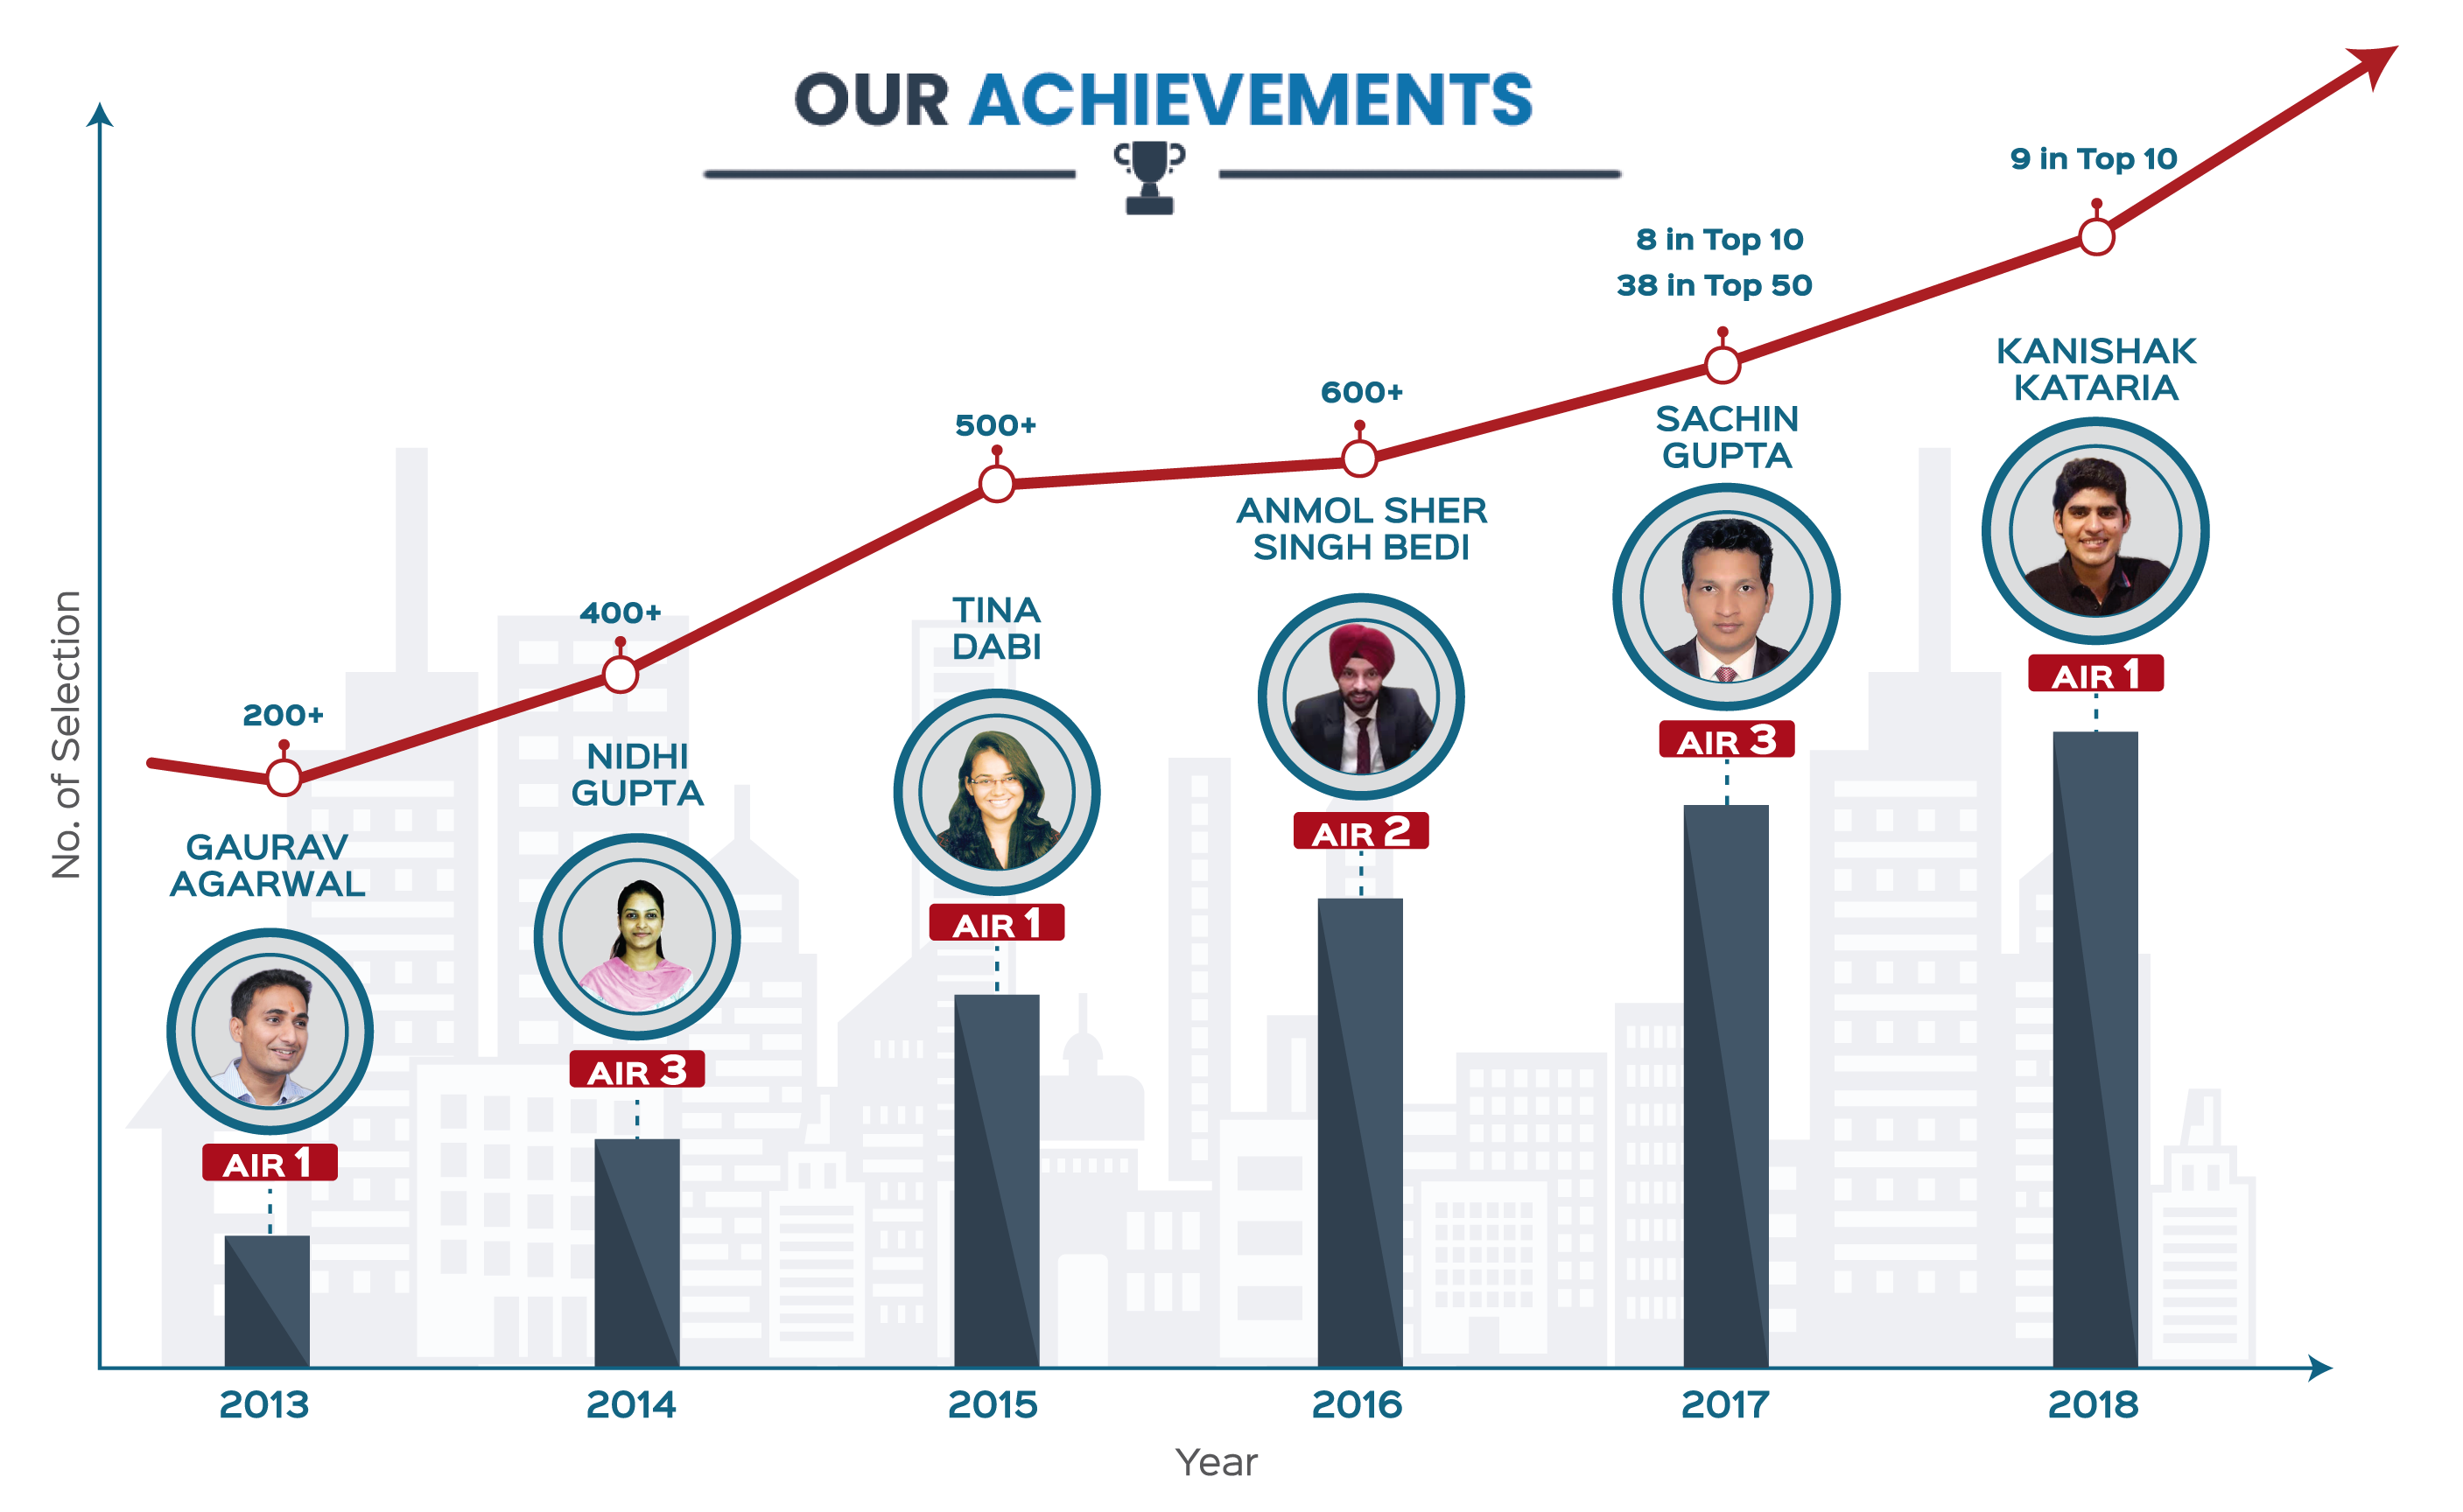 OUR ACHIEVEMENTS
9 in Top 10
8 in Top 10
38 in Top 50
600+
500+
400+
200+
KANISHAK
KATARIA
AIR 1
SACHIN
GUPTA
AIR 3
ANMOL SHER
SINGH BEDI
AIR 2
TINA
DABI
AIR 1
NIDHI
GUPTA
AIR 3
GAURAV
AGARWAL
AIR 1
No. of Selection
2013 2014 2015 2016 2017 2018
Year